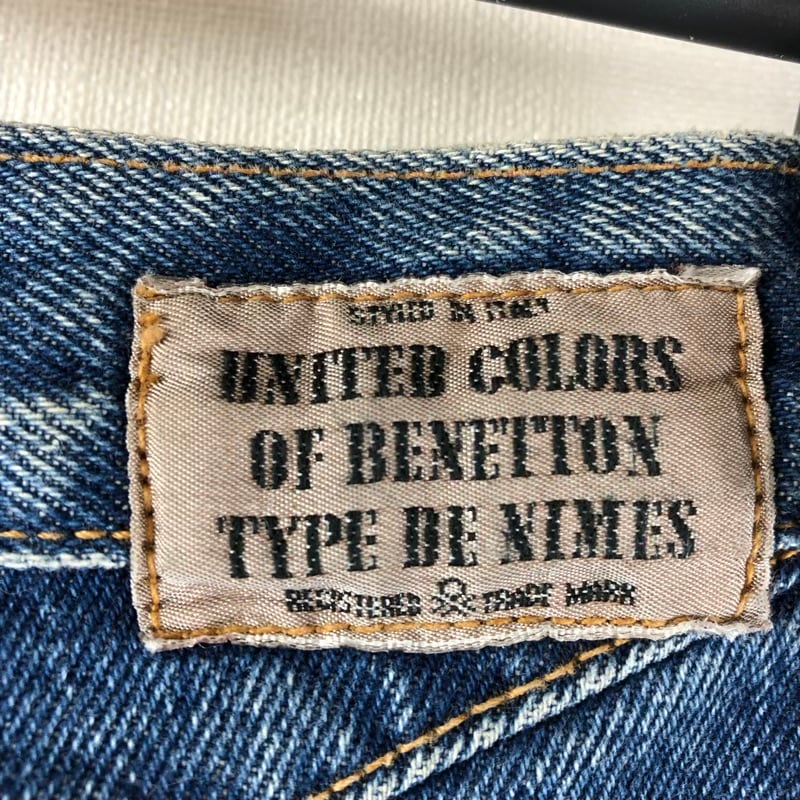 STYLED IN ITALY
UNITED COLORS
OF BENETTON
TYPE DE NIMES
REGISTERED TRADE MARK